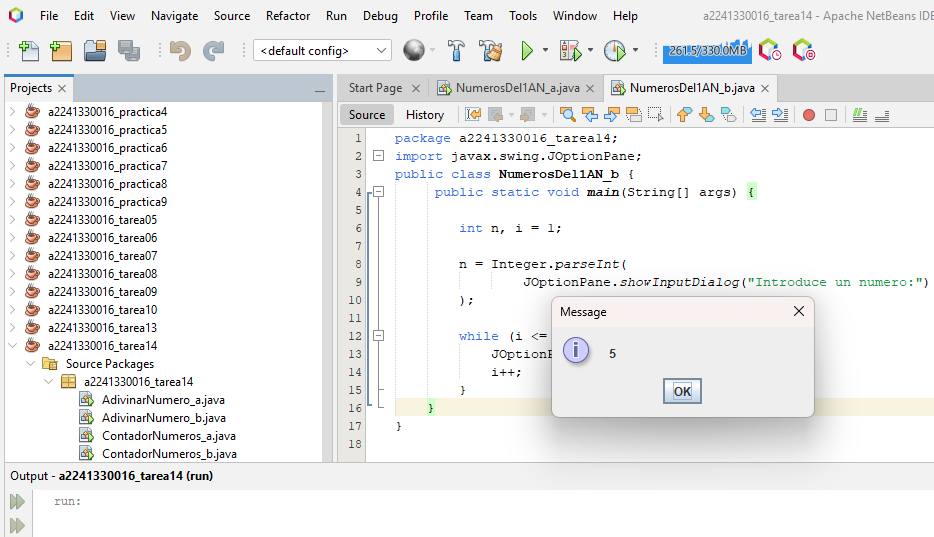 File Edit View Navigate Source Refactor Run Debug Profile Team Tools Window Help a2241330016_tarea14 - Apache NetBeans IDE
<default config> 261.5/330.0MB
Projects
Start Page NumerosDel1AN_a.java NumerosDel1AN_b.java
Source History
a2241330016_practica4
a2241330016_practica5
a2241330016_practica6
a2241330016_practica7
a2241330016_practica8
a2241330016_practica9
a2241330016_tarea05
a2241330016_tarea06
a2241330016_tarea07
a2241330016_tarea08
a2241330016_tarea09
a2241330016_tarea10
a2241330016_tarea13
a2241330016_tarea14
Source Packages
a2241330016_tarea14
AdivinarNumero_a.java
AdivinarNumero_b.java
ContadorNumeros_a.java
ContadorNumeros_b.java
1 package a2241330016_tarea14;
2 import javax.swing.JOptionPane;
3 public class NumerosDel1AN_b {
4 public static void main(String[] args) {
5
6 int n, i = 1;
7
8 n = Integer.parseInt(
9 JOptionPane.showInputDialog("Introduce un numero:")
10 );
11
12 while (i <=
13 JOptionP
14 i++;
15 }
16 }
17 }
18
Message
5
OK
Output - a2241330016_tarea14 (run)
run: